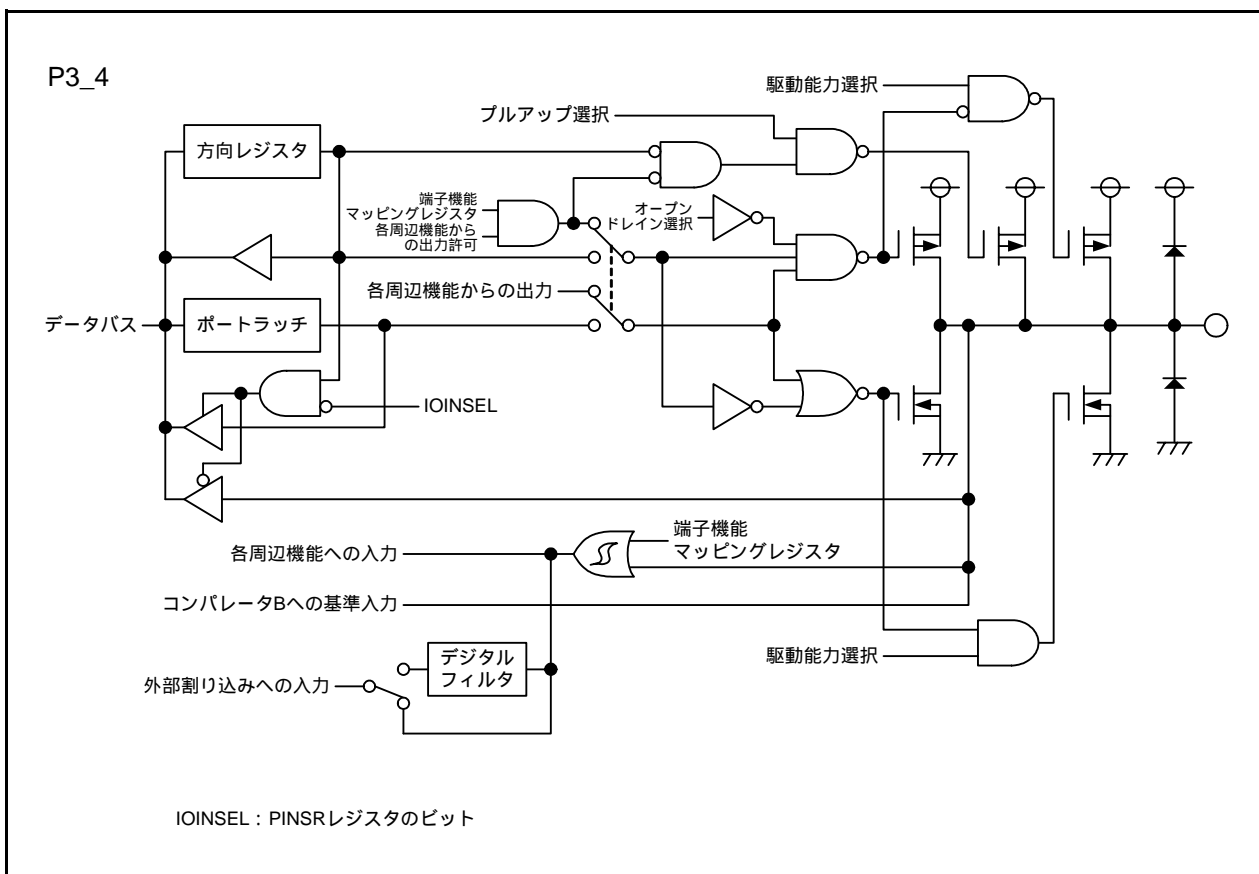 P3_4
駆動能力選択
プルアップ選択
方向レジスタ
端子機能
マッピングレジスタ
各周辺機能から
の出力許可
オープン
ドレイン選択
各周辺機能からの出力
データバス
ポートラッチ
IOINSEL
端子機能
マッピングレジスタ
各周辺機能への入力
コンパレータBへの基準入力
駆動能力選択
デジタル
フィルタ
外部割り込みへの入力
IOINSEL：PINSRレジスタのビット